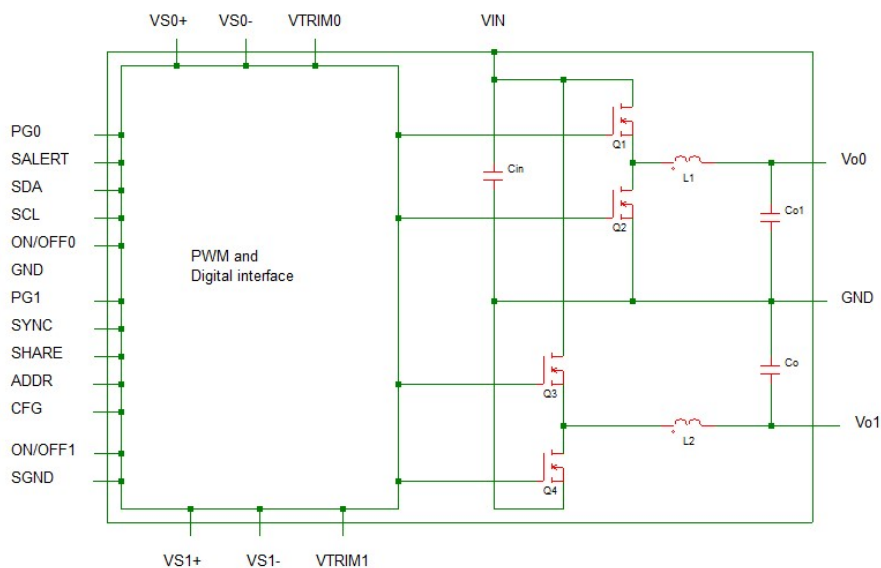 VS0+ VS0- VTRIM0 VIN
PG0
SALERT
SDA
SCL
ON/OFF0
GND
PG1
SYNC
SHARE
ADDR
CFG
ON/OFF1
SGND
PWM and
Digital interface
Cin
Q1
Q2
L1
Vo0
Co1
GND
Q3
Q4
Co
L2
Vo1
VS1+ VS1- VTRIM1